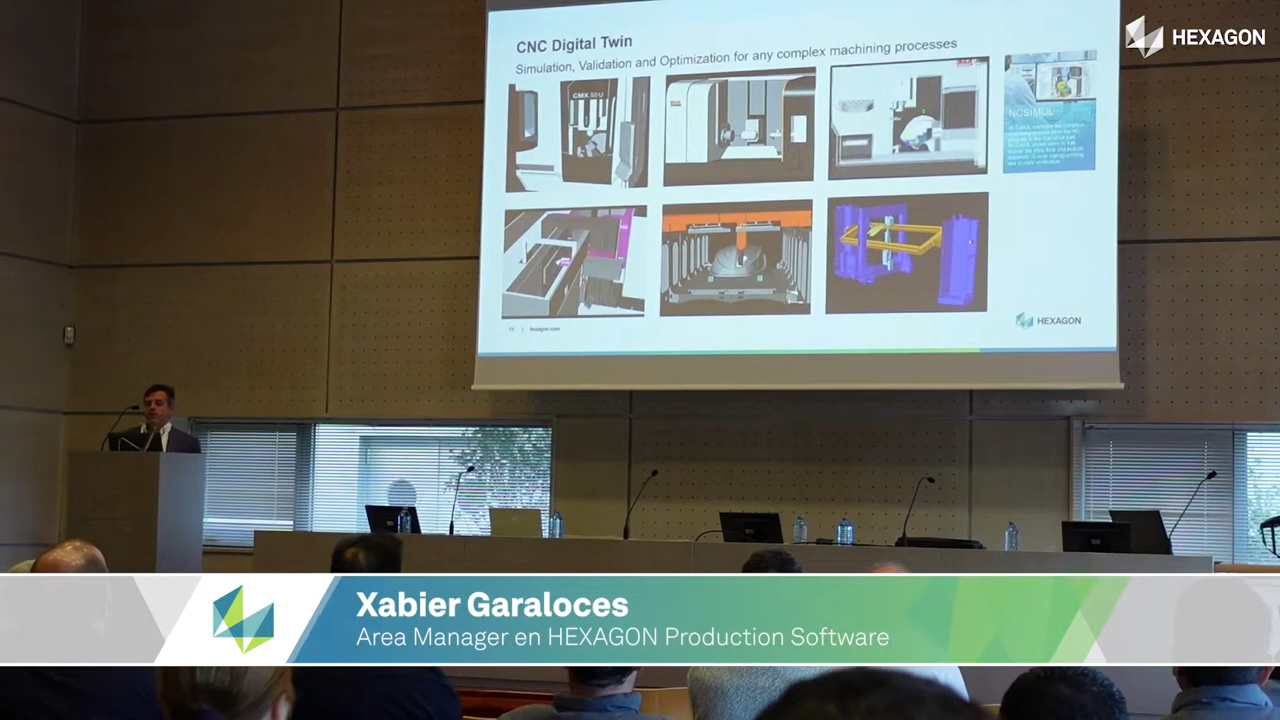 HEXAGON
CNC Digital Twin
Simulation, Validation and Optimization for any complex machining processes
CMX 50 U
NCSIMUL
hexagon.com
HEXAGON
Xabier Garaloces
Area Manager en HEXAGON Production Software